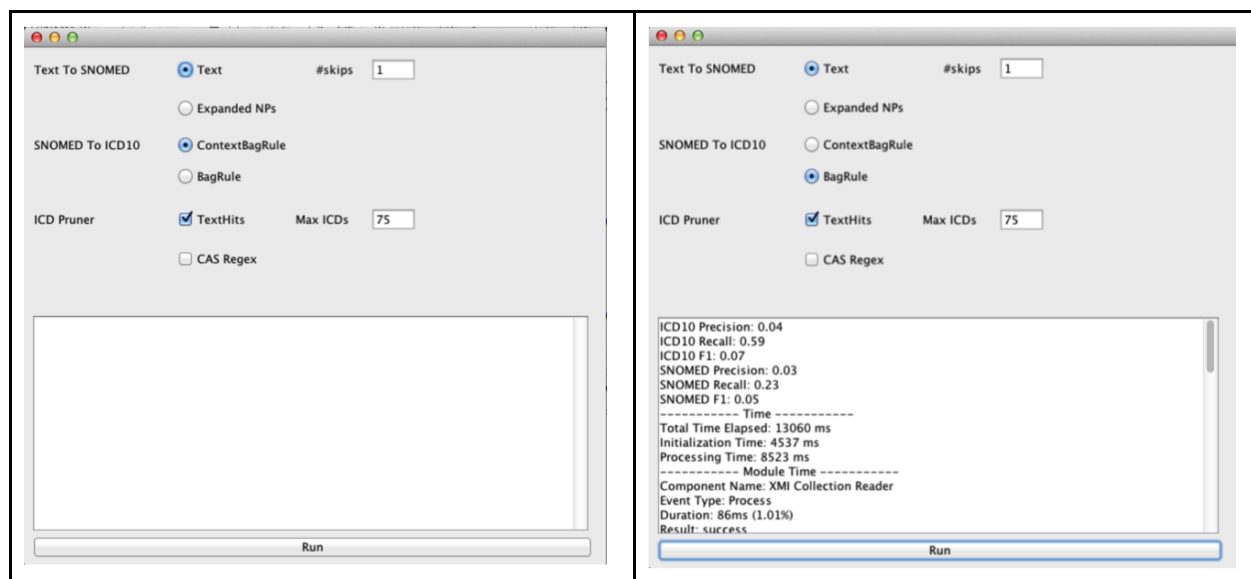 Text To SNOMED Text #skips 1
Expanded NPs
SNOMED To ICD10 ContextBagRule
BagRule
ICD Pruner TextHits Max ICDs 75
CAS Regex
Run
Text To SNOMED Text #skips 1
Expanded NPs
SNOMED To ICD10 ContextBagRule
BagRule
ICD Pruner TextHits Max ICDs 75
CAS Regex
ICD10 Precision: 0.04
ICD10 Recall: 0.59
ICD10 F1: 0.07
SNOMED Precision: 0.03
SNOMED Recall: 0.23
SNOMED F1: 0.05
----------- Time -----------
Total Time Elapsed: 13060 ms
Initialization Time: 4537 ms
Processing Time: 8523 ms
----------- Module Time -----------
Component Name: XMI Collection Reader
Event Type: Process
Duration: 86ms (1.01%)
Result: success
Run